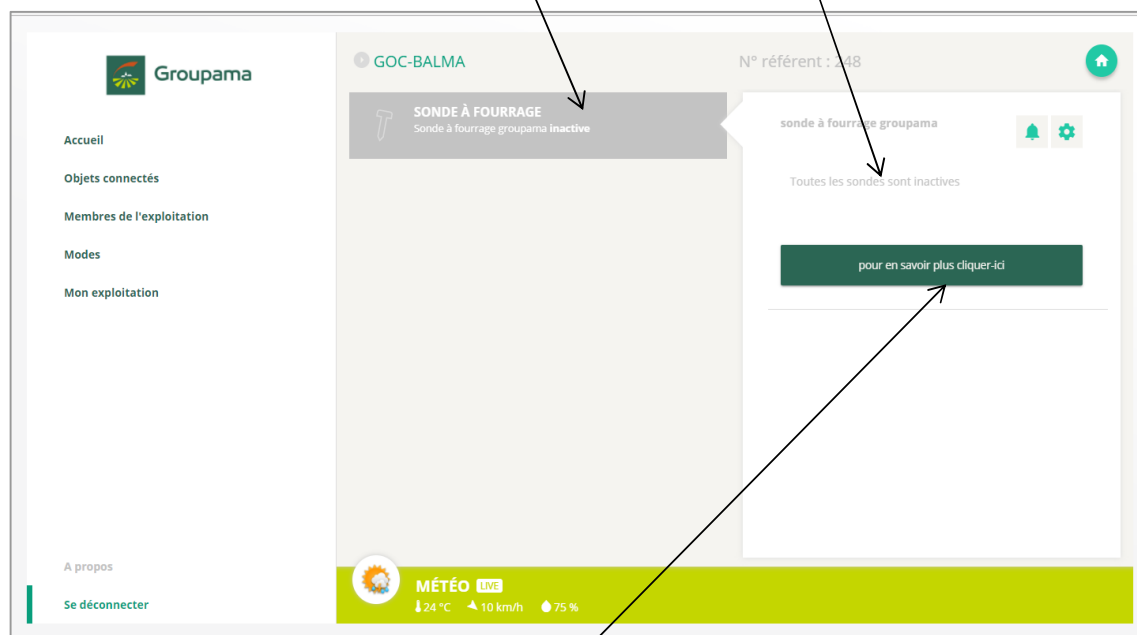 Groupama
Accueil
Objets connectés
Membres de l'exploitation
Modes
Mon exploitation
A propos
Se déconnecter
GOC-BALMA
N° référent : 248
SONDE À FOURRAGE
Sonde à fourrage groupama inactive
sonde à fourrage groupama
Toutes les sondes sont inactives
pour en savoir plus cliquer-ici
MÉTÉO LIVE
24 °C 10 km/h 75 %